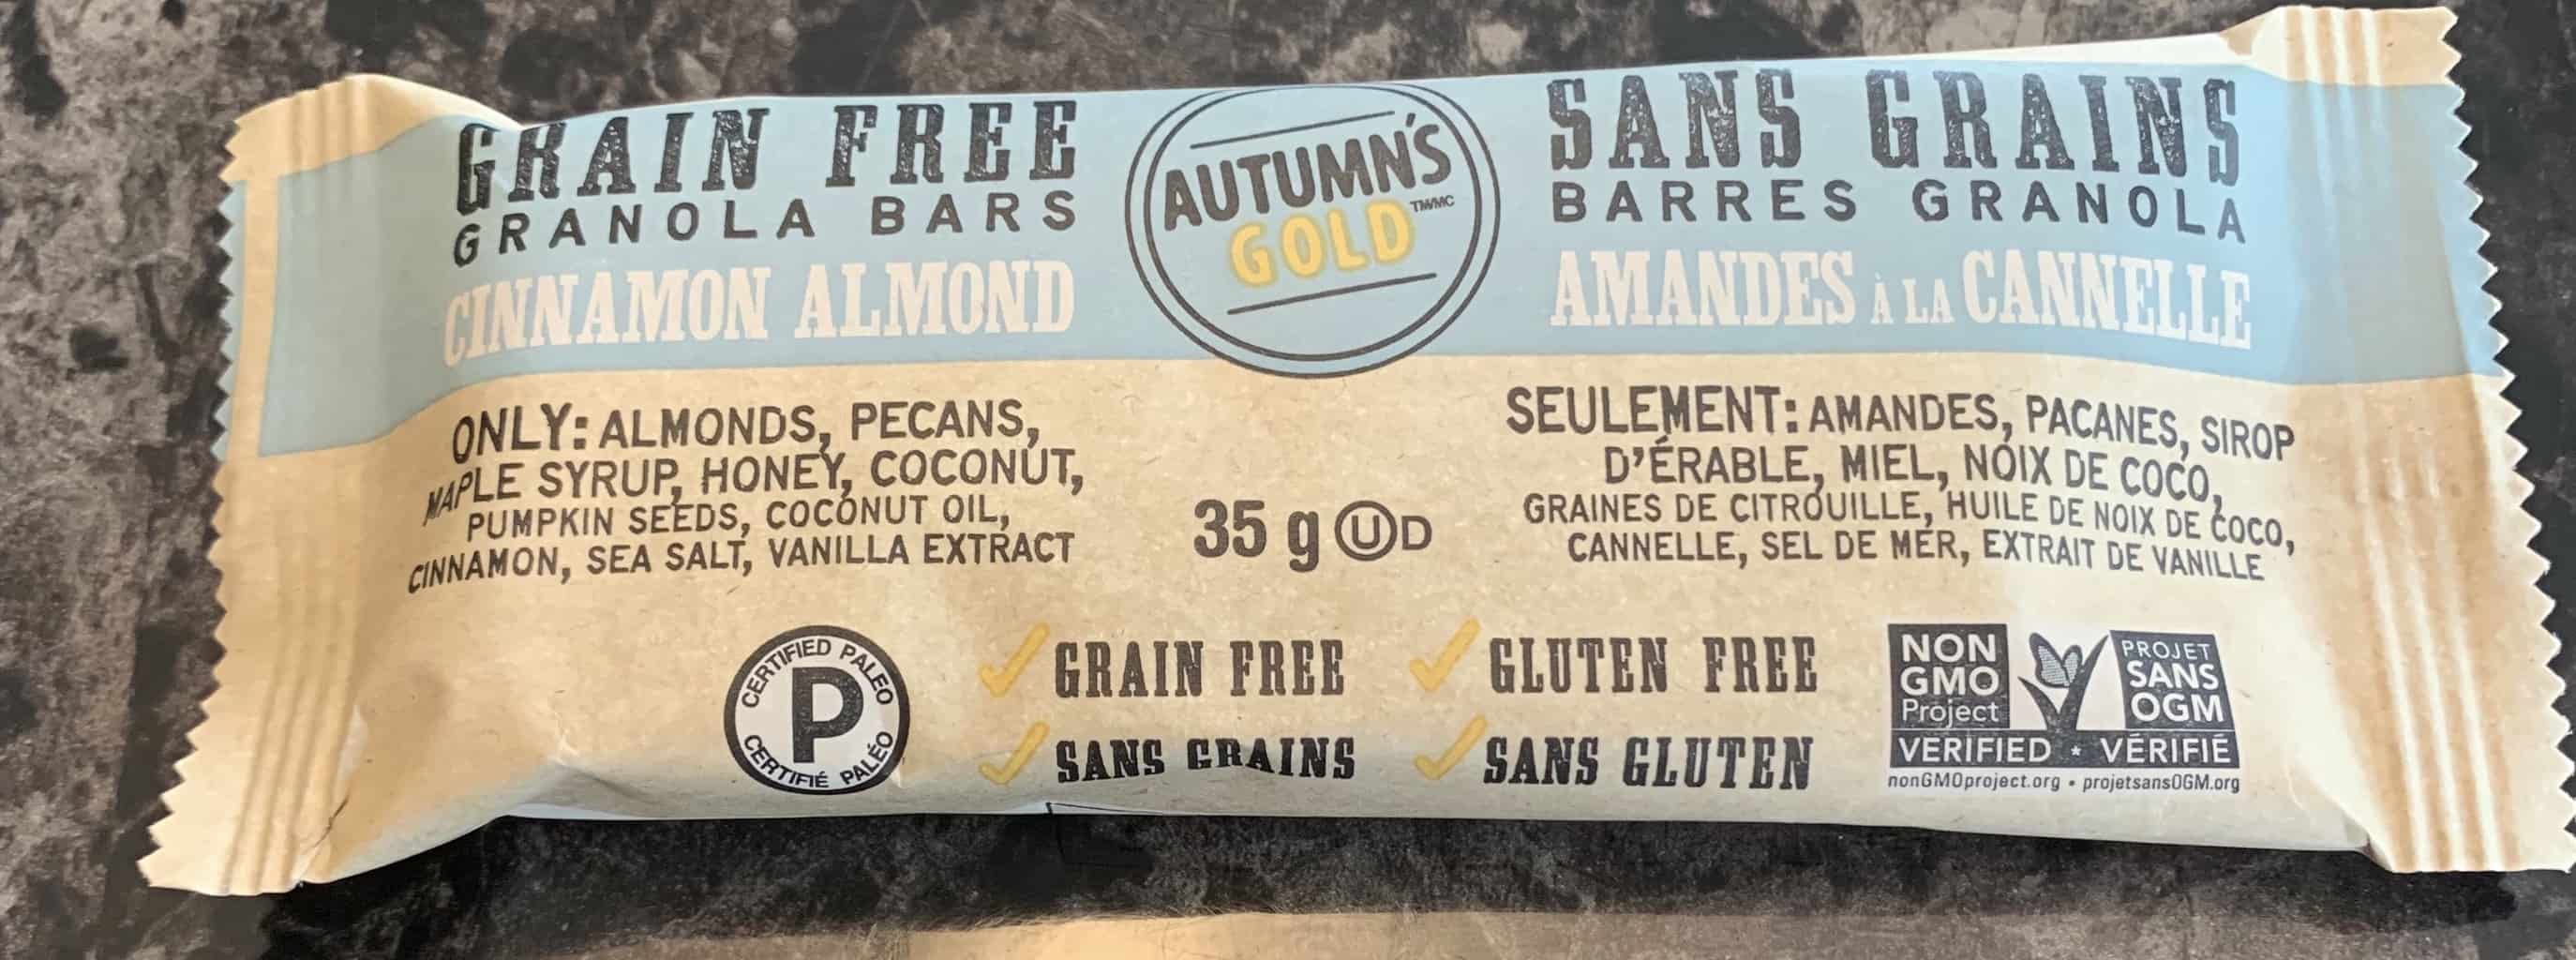 GRAIN FREE
GRANOLA BARS
CINNAMON ALMOND
AUTUMN'S
GOLD
TM/MC
SANS GRAINS
BARRES GRANOLA
AMANDES À LA CANNELLE
ONLY: ALMONDS, PECANS,
MAPLE SYRUP, HONEY, COCONUT,
PUMPKIN SEEDS, COCONUT OIL,
CINNAMON, SEA SALT, VANILLA EXTRACT
35 g Ⓤ D
SEULEMENT: AMANDES, PACANES, SIROP
D'ÉRABLE, MIEL, NOIX DE COCO,
GRAINES DE CITROUILLE, HUILE DE NOIX DE COCO,
CANNELLE, SEL DE MER, EXTRAIT DE VANILLE
CERTIFIED PALEO
P
CERTIFIÉ PALÉO
GRAIN FREE
SANS GRAINS
GLUTEN FREE
SANS GLUTEN
NON
GMO
Project
PROJET
SANS
OGM
VERIFIED * VÉRIFIÉ
nonGMOproject.org • projetsansOGM.org